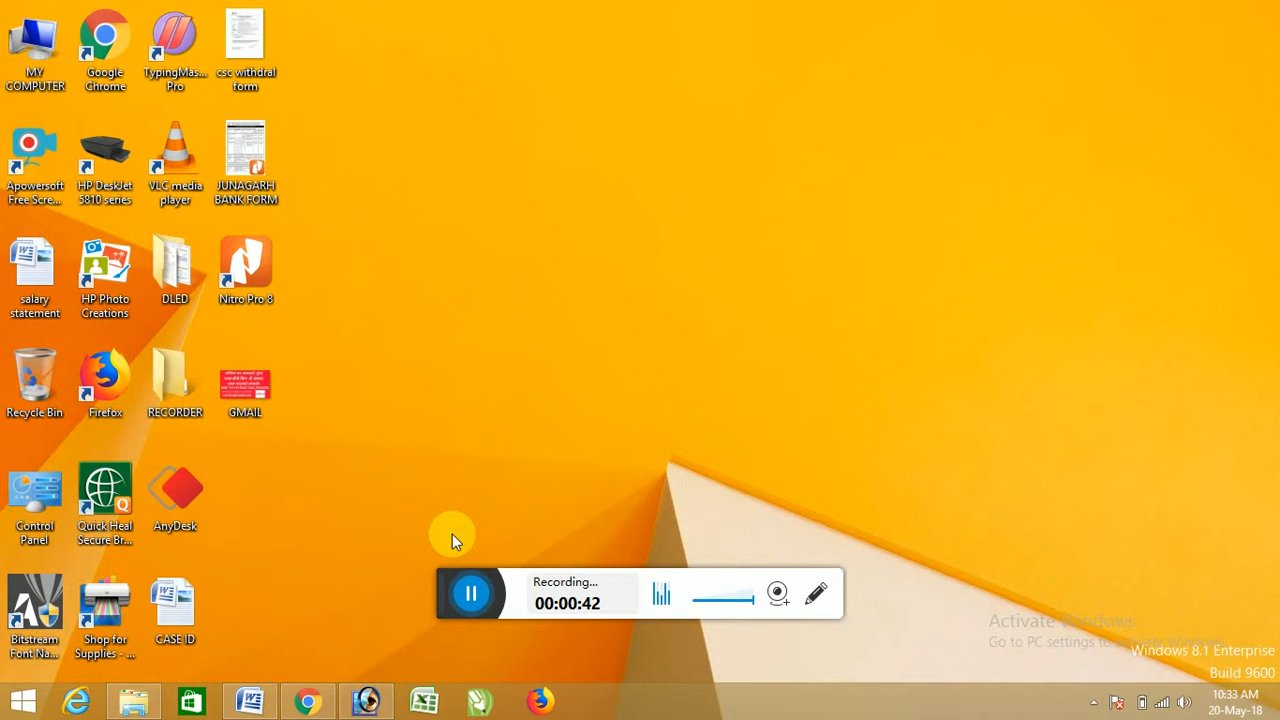 MY
COMPUTER
Google
Chrome
TypingMas...
Pro
csc withdral
form
Apowersoft
Free Scre...
HP DeskJet
5810 series
VLC media
player
JUNAGARH
BANK FORM
salary
statement
HP Photo
Creations
DLED
Nitro Pro 8
Recycle Bin
Firefox
RECORDER
GMAIL
Control
Panel
Quick Heal
Secure Br...
AnyDesk
Bitstream
Font Na...
Shop for
Supplies - ...
CASE ID
Recording...
00:00:42
Activate Windows
Go to PC settings to activate Windows.
Windows 8.1 Enterprise
Build 9600
10:33 AM
20-May-18